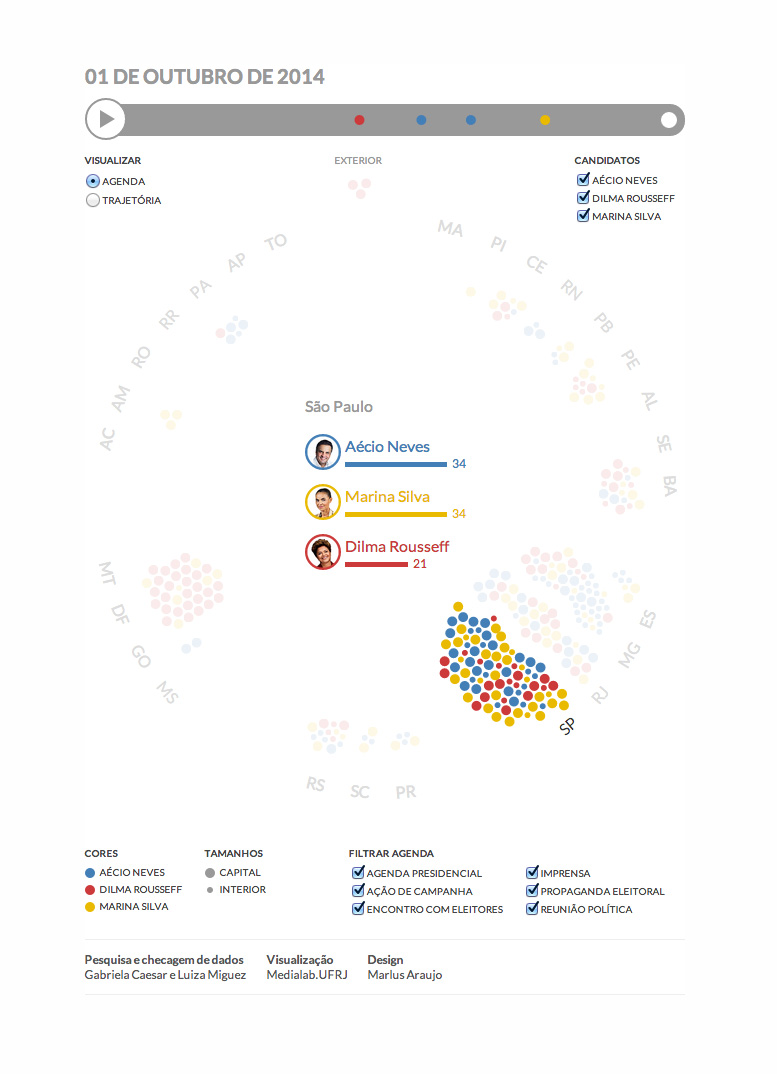 01 DE OUTUBRO DE 2014
VISUALIZAR
AGENDA
TRAJETÓRIA
EXTERIOR
CANDIDATOS
AÉCIO NEVES
DILMA ROUSSEFF
MARINA SILVA
TO
AP
PA
RR
RO
AM
AC
MA
PI
CE
RN
PB
PE
AL
SE
BA
São Paulo
Aécio Neves
34
Marina Silva
34
Dilma Rousseff
21
MT
DF
GO
MS
ES
MG
RJ
SP
RS
SC
PR
CORES
AÉCIO NEVES
DILMA ROUSSEFF
MARINA SILVA
TAMANHOS
CAPITAL
INTERIOR
FILTRAR AGENDA
AGENDA PRESIDENCIAL
AÇÃO DE CAMPANHA
ENCONTRO COM ELEITORES
IMPRENSA
PROPAGANDA ELEITORAL
REUNIÃO POLÍTICA
Pesquisa e checagem de dados
Gabriela Caesar e Luiza Miguez
Visualização
Medialab.UFRJ
Design
Marlus Araujo